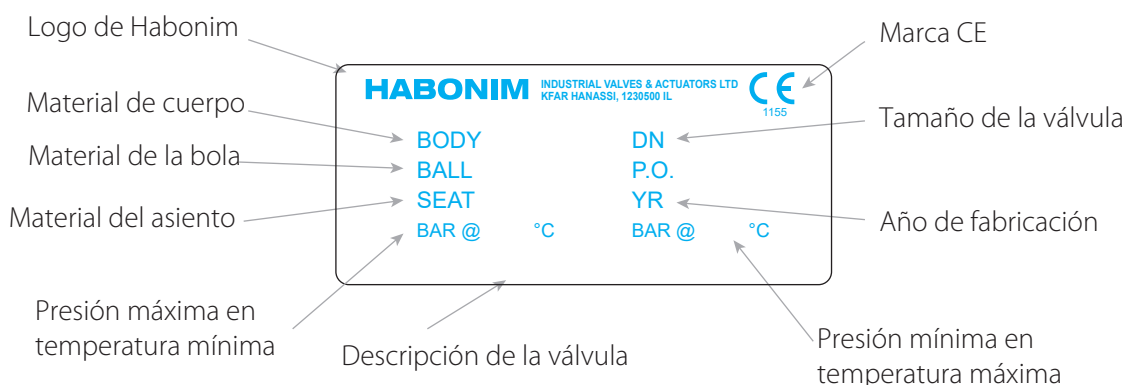 Logo de Habonim
Marca CE
HABONIM
INDUSTRIAL VALVES & ACTUATORS LTD
KFAR HANASSI, 1230500 IL
CE
1155
Material de cuerpo
Tamaño de la válvula
BODY
DN
Material de la bola
BALL
P.O.
SEAT
YR
Material del asiento
Año de fabricación
BAR @ °C
BAR @ °C
Presión máxima en
temperatura mínima
Descripción de la válvula
Presión mínima en
temperatura máxima